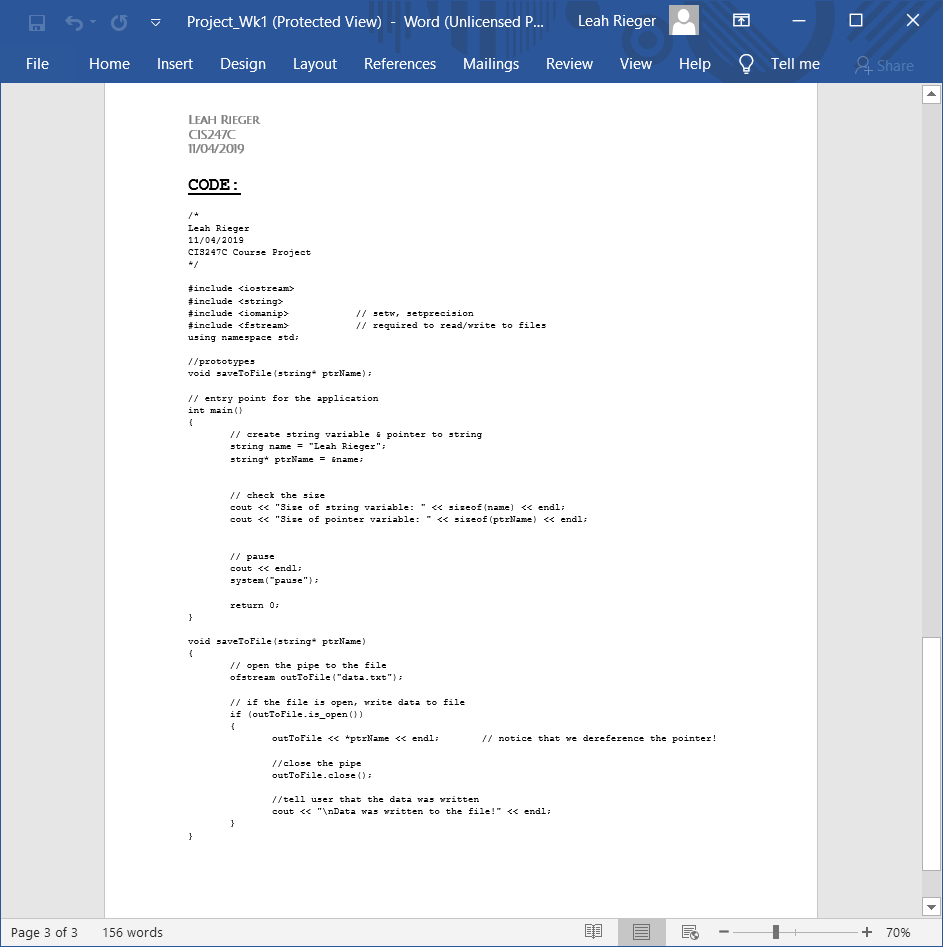 Project_Wk1 (Protected View) - Word (Unlicensed P... Leah Rieger
File Home Insert Design Layout References Mailings Review View Help Tell me Share
LEAH RIEGER
CIS247C
11/04/2019
CODE:
/*
Leah Rieger
11/04/2019
CIS247C Course Project
*/
#include <iostream>
#include <string>
#include <iomanip> // setw, setprecision
#include <fstream> // required to read/write to files
using namespace std;
//prototypes
void saveToFile(string* ptrName);
// entry point for the application
int main()
{
// create string variable & pointer to string
string name = "Leah Rieger";
string* ptrName = &name;
// check the size
cout << "Size of string variable: " << sizeof(name) << endl;
cout << "Size of pointer variable: " << sizeof(ptrName) << endl;
// pause
cout << endl;
system("pause");
return 0;
}
void saveToFile(string* ptrName)
{
// open the pipe to the file
ofstream outToFile("data.txt");
// if the file is open, write data to file
if (outToFile.is_open())
{
outToFile << *ptrName << endl; // notice that we dereference the pointer!
//close the pipe
outToFile.close();
//tell user that the data was written
cout << "\nData was written to the file!" << endl;
}
}
Page 3 of 3 156 words 70%